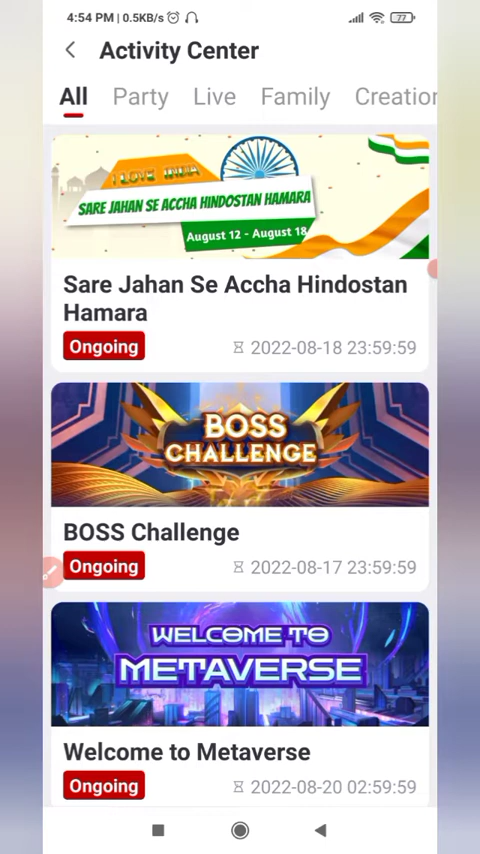 4:54 PM | 0.5KB/s
77
Activity Center
All Party Live Family Creation
I LOVE INDIA
SARE JAHAN SE ACCHA HINDOSTAN HAMARA
August 12 - August 18
Sare Jahan Se Accha Hindostan
Hamara
Ongoing
2022-08-18 23:59:59
BOSS
CHALLENGE
BOSS Challenge
Ongoing
2022-08-17 23:59:59
WELCOME TO
METAVERSE
Welcome to Metaverse
Ongoing
2022-08-20 02:59:59